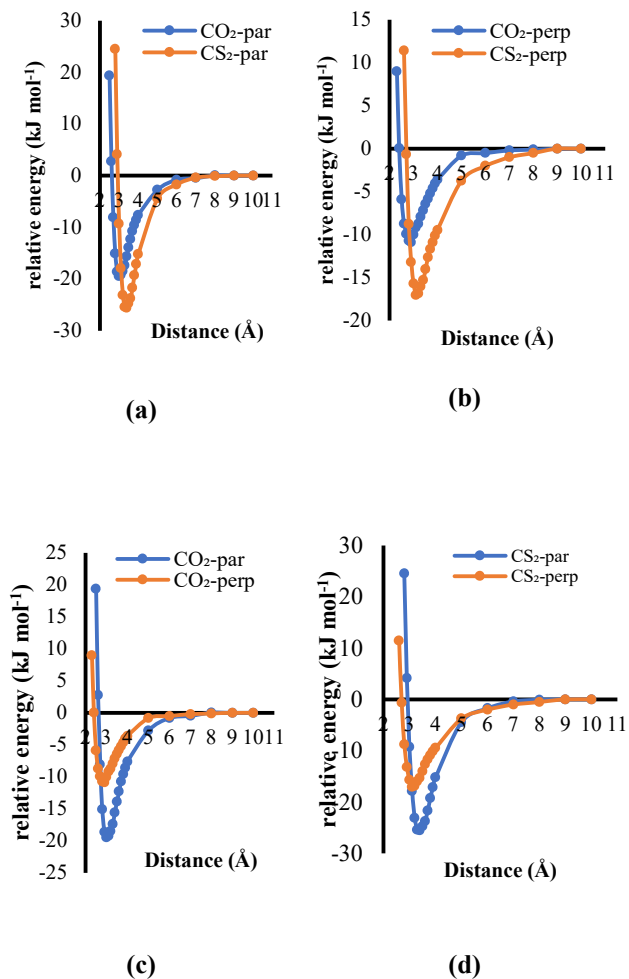 CO₂-par
CS₂-par
30
20
10
0
-10
-20
-30
2 3 4 5 6 7 8 9 10 11
relative energy (kJ mol⁻¹)
Distance (Å)
(a)
CO₂-perp
CS₂-perp
15
10
5
0
-5
-10
-15
-20
2 3 4 5 6 7 8 9 10 11
relative energy (kJ mol⁻¹)
Distance (Å)
(b)
CO₂-par
CO₂-perp
25
20
15
10
5
0
-5
-10
-15
-20
-25
2 3 4 5 6 7 8 9 10 11
relative energy (kJ mol⁻¹)
Distance (Å)
(c)
CS₂-par
CS₂-perp
30
20
10
0
-10
-20
-30
2 3 4 5 6 7 8 9 10 11
relative energy (kJ mol⁻¹)
Distance (Å)
(d)